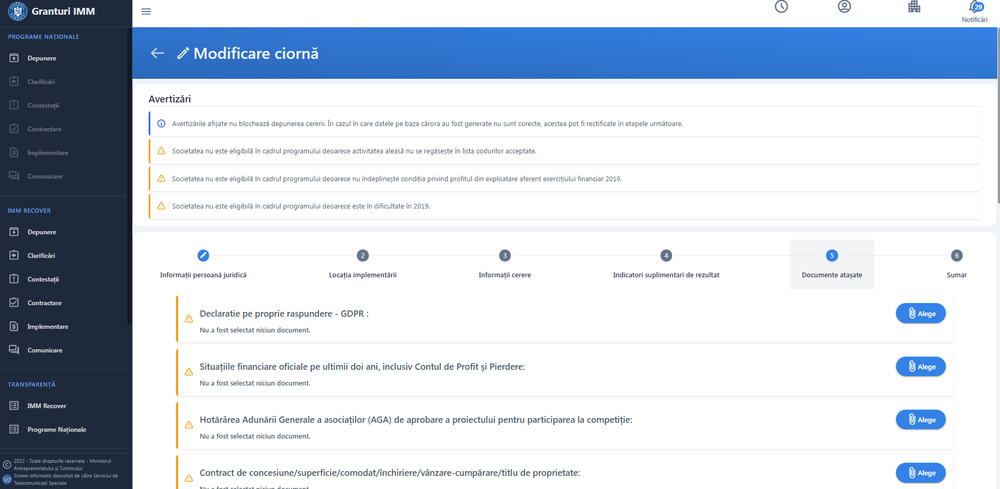 Granturi IMM
29
Notificări
PROGRAME NAȚIONALE
Depunere
Clarificări
Contestații
Contractare
Implementare
Comunicare
IMM RECOVER
Depunere
Clarificări
Contestații
Contractare
Implementare
Comunicare
TRANSPARENȚĂ
IMM Recover
Programe Naționale
2022 - Toate drepturile rezervate - Ministerul
Antreprenoriatului și Turismului
Sistem informatic dezvoltat de către Serviciul de
Telecomunicații Speciale
Modificare ciornă
Avertizări
Avertizările afișate nu blochează depunerea cererii. În cazul în care datele pe baza cărora au fost generate nu sunt corecte, acestea pot fi rectificate în etapele următoare.
Societatea nu este eligibilă în cadrul programului deoarece activitatea aleasă nu se regăsește în lista codurilor acceptate.
Societatea nu este eligibilă în cadrul programului deoarece nu îndeplinește condiția privind profitul din exploatare aferent exercițiului financiar 2019.
Societatea nu este eligibilă în cadrul programului deoarece este în dificultate în 2019.
Informații persoană juridică
2
Locația implementării
3
Informații cerere
4
Indicatori suplimentari de rezultat
5
Documente atașate
6
Sumar
Declaratie pe proprie raspundere - GDPR :
Nu a fost selectat niciun document.
Alege
Situațiile financiare oficiale pe ultimii doi ani, inclusiv Contul de Profit și Pierdere:
Nu a fost selectat niciun document.
Alege
Hotărârea Adunării Generale a asociaților (AGA) de aprobare a proiectului pentru participarea la competiție:
Nu a fost selectat niciun document.
Alege
Contract de concesiune/superficie/comodat/închiriere/vânzare-cumpărare/titlu de proprietate:
Nu a fost selectat niciun document.
Alege